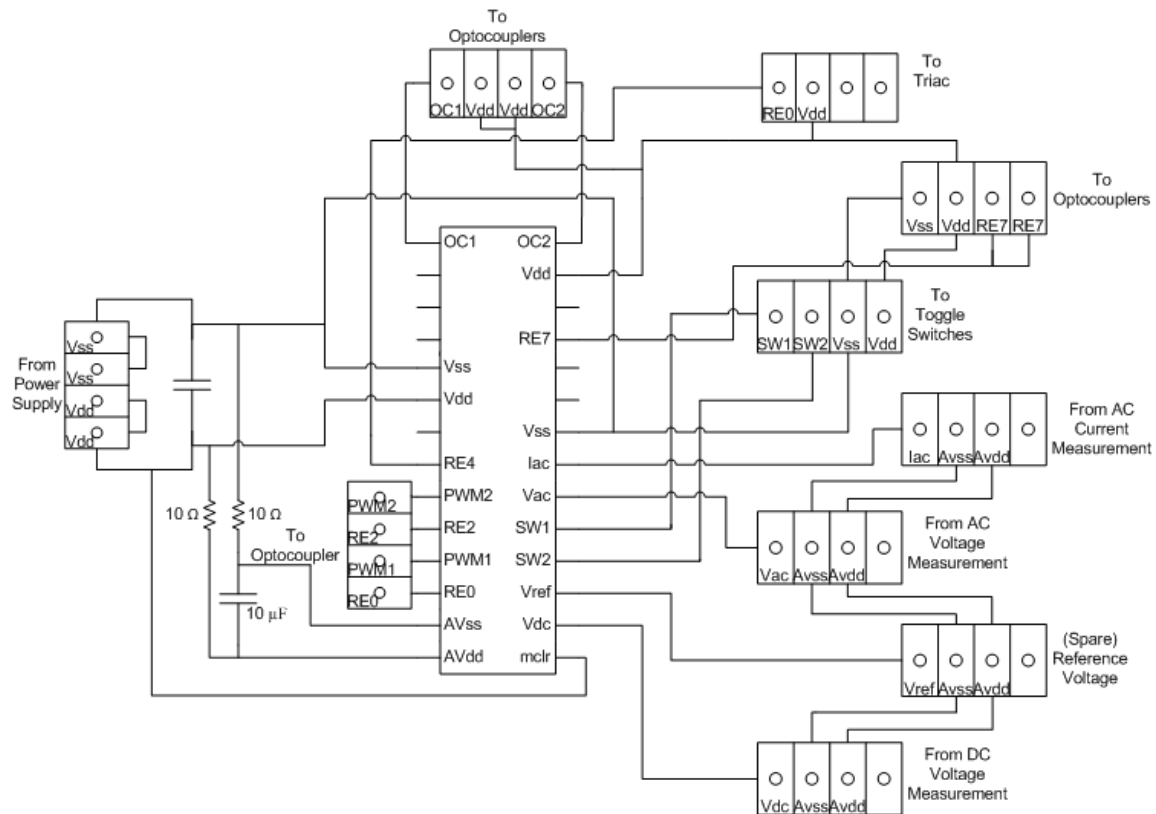 To
Optocouplers
OC1 Vdd Vdd OC2
To
Triac
RE0 Vdd
To
Optocouplers
Vss Vdd RE7 RE7
To
Toggle
Switches
SW1 SW2 Vss Vdd
From
Power
Supply
Vss
Vss
Vdd
Vdd
10 Ω
10 Ω
10 µF
To
Optocoupler
PWM2
RE2
PWM1
RE0
OC1
Vss
Vdd
RE4
PWM2
RE2
PWM1
RE0
AVss
AVdd
OC2
Vdd
RE7
Vss
Iac
Vac
SW1
SW2
Vref
Vdc
mclr
From AC
Current
Measurement
Iac Avss Avdd
From AC
Voltage
Measurement
Vac Avss Avdd
(Spare)
Reference
Voltage
Vref Avss Avdd
From DC
Voltage
Measurement
Vdc Avss Avdd